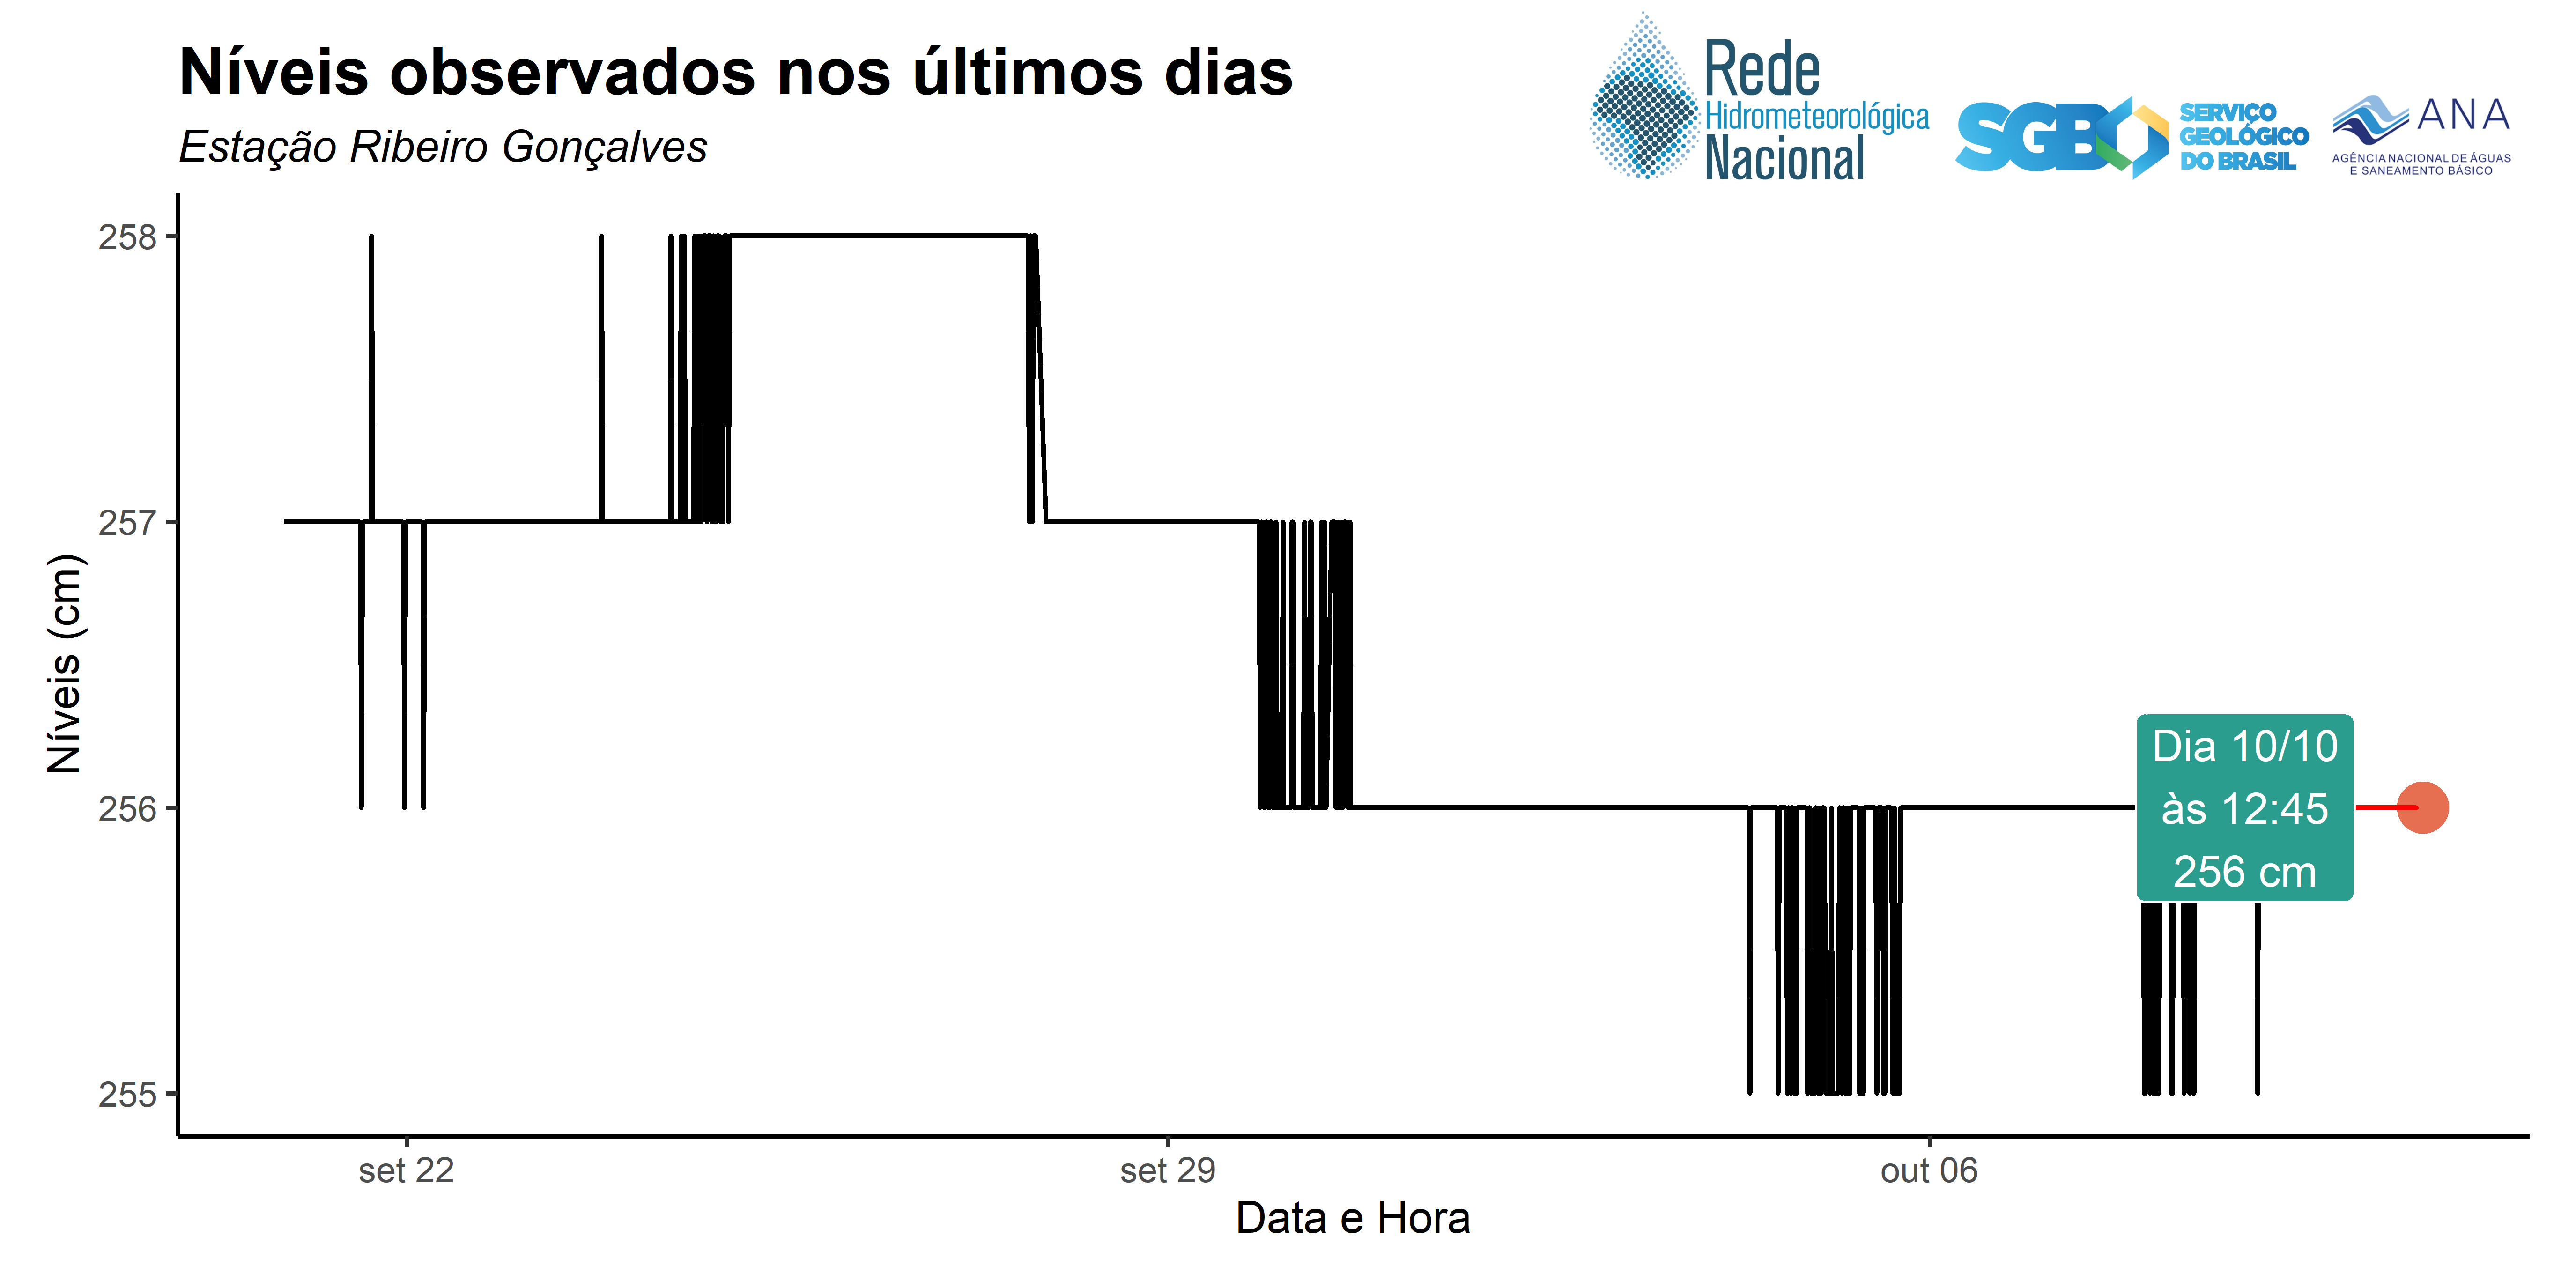 Níveis observados nos últimos dias
Estação Ribeiro Gonçalves
Rede
Hidrometeorológica
Nacional
SGB
SERVIÇO
GEOLÓGICO
DO BRASIL
ANA
AGÊNCIA NACIONAL DE ÁGUAS
E SANEAMENTO BÁSICO
Níveis (cm)
258
257
256
255
Dia 10/10
às 12:45
256 cm
set 22
set 29
out 06
Data e Hora